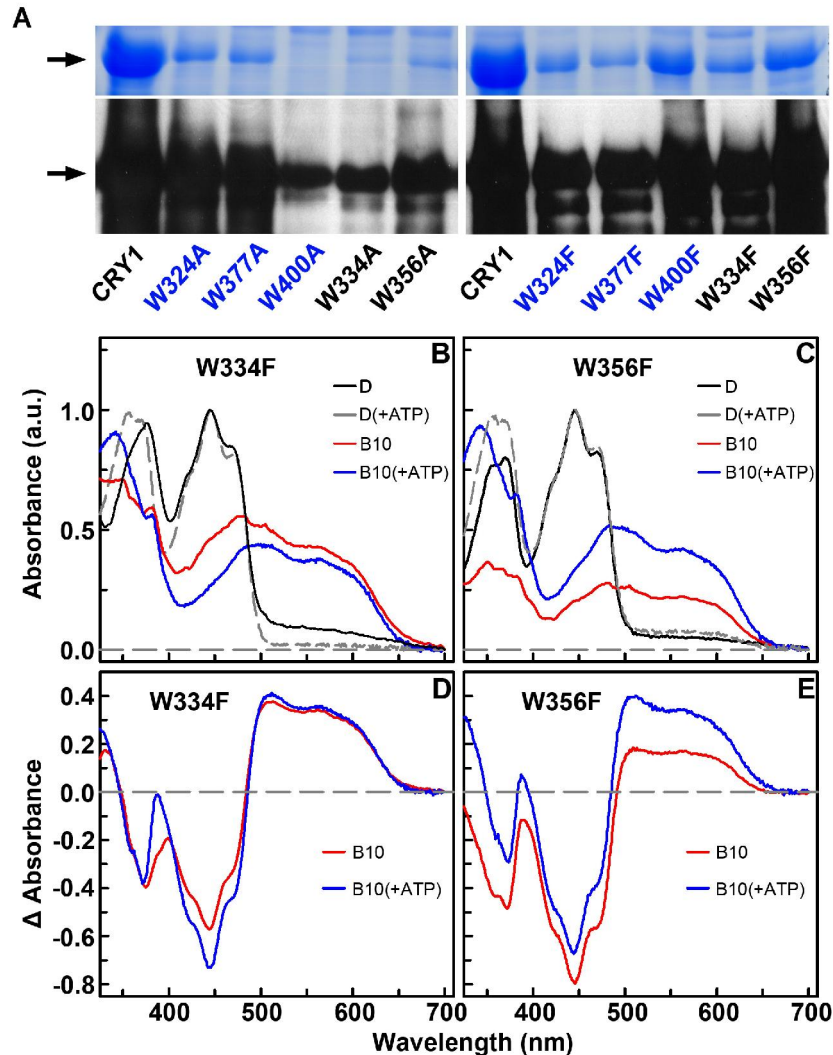 A
CRY1 W324A W377A W400A W334A W356A CRY1 W324F W377F W400F W334F W356F
B
W334F
D
D(+ATP)
B10
B10(+ATP)
C
W356F
D
D(+ATP)
B10
B10(+ATP)
Absorbance (a.u.)
1.0
0.5
0.0
D
W334F
B10
B10(+ATP)
E
W356F
B10
B10(+ATP)
Δ Absorbance
0.4
0.2
0.0
-0.2
-0.4
-0.6
-0.8
400 500 600 700 400 500 600 700
Wavelength (nm)